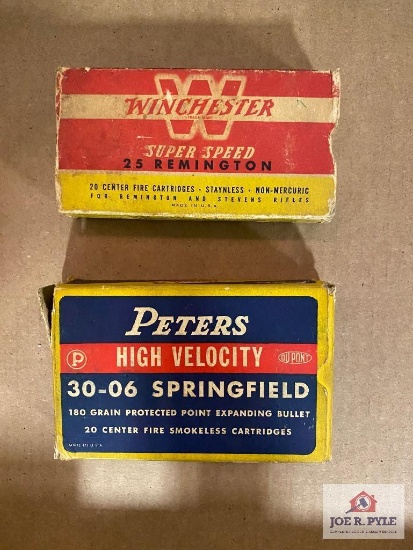 W
WINCHESTER
TRADE MARK
SUPER SPEED
25 REMINGTON
20 CENTER FIRE CARTRIDGES · STAYNLESS · NON-MERCURIC
FOR REMINGTON AND STEVENS RIFLES
MADE IN U.S.A.
PETERS
P HIGH VELOCITY DU PONT
30-06 SPRINGFIELD
180 GRAIN PROTECTED POINT EXPANDING BULLET
20 CENTER FIRE SMOKELESS CARTRIDGES
MADE IN U.S.A.
JOE R. PYLE